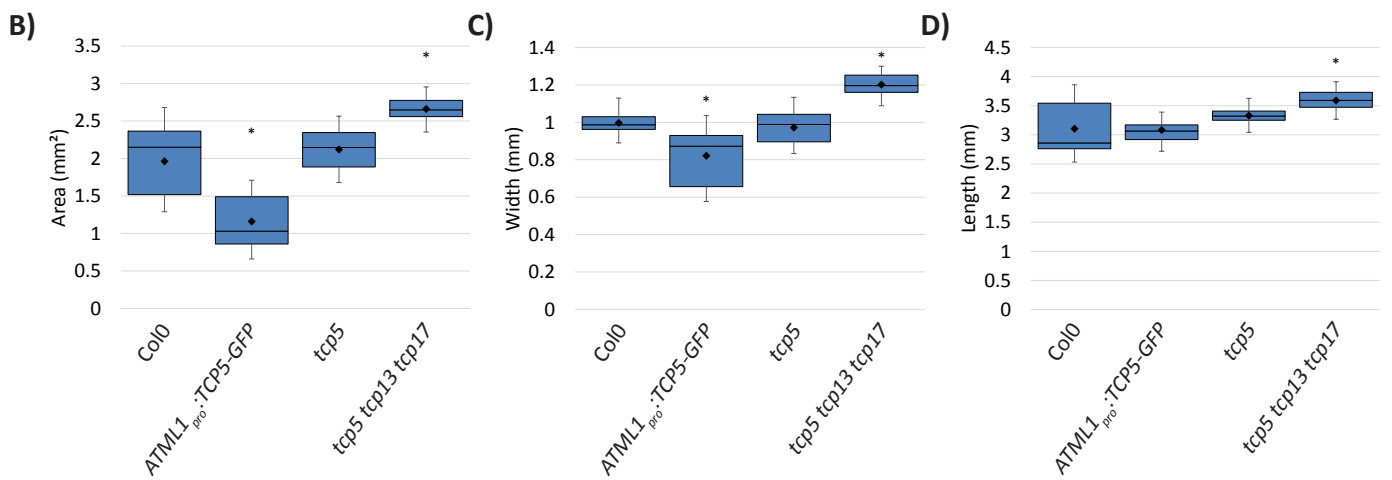 B)
Area (mm²)
3.5
3
2.5
2
1.5
1
0.5
0
*
*
Col0
ATML1pro:TCP5-GFP
tcp5
tcp5 tcp13 tcp17
C)
Width (mm)
1.4
1.2
1.0
0.8
0.6
0.4
0.2
0
*
*
Col0
ATML1pro:TCP5-GFP
tcp5
tcp5 tcp13 tcp17
D)
Length (mm)
4.5
4
3.5
3
2.5
2
1.5
1
0.5
0
*
Col0
ATML1pro:TCP5-GFP
tcp5
tcp5 tcp13 tcp17